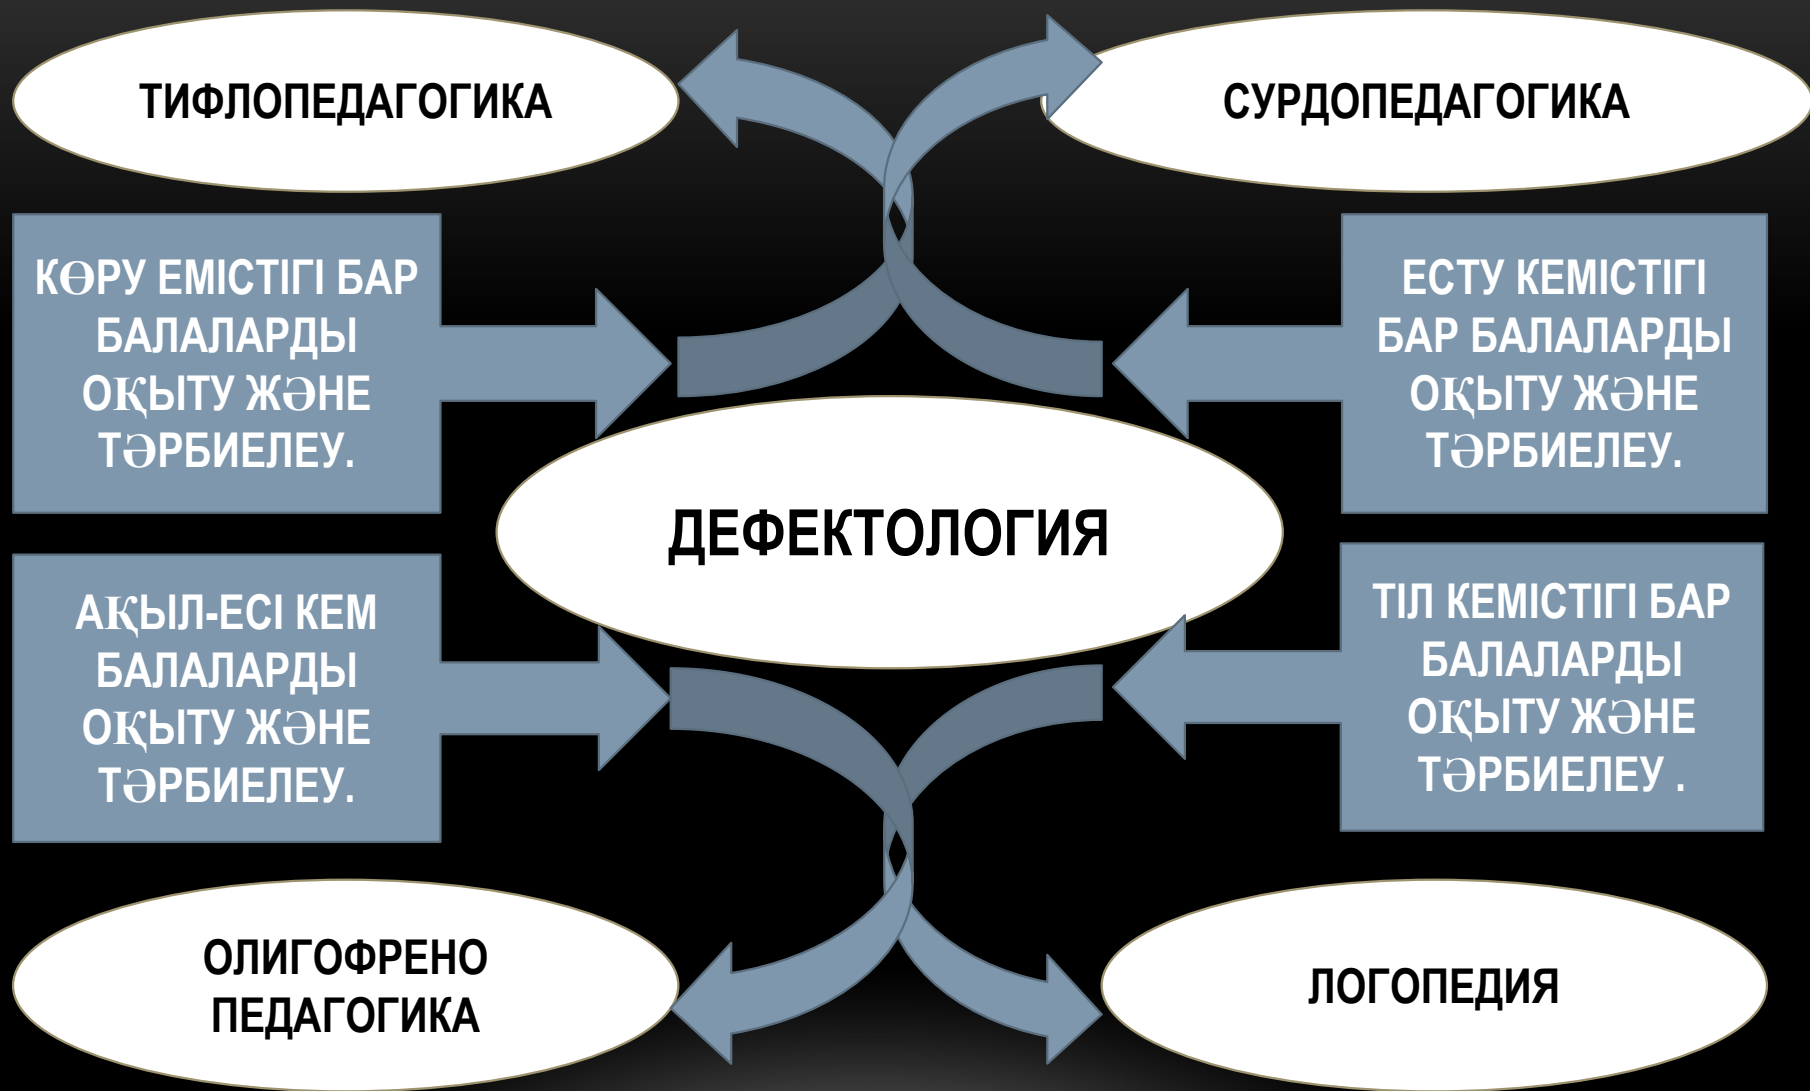 ТИФЛОПЕДАГОГИКА
СУРДОПЕДАГОГИКА
КӨРУ ЕМІСТІГІ БАР
БАЛАЛАРДЫ
ОҚЫТУ ЖӘНЕ
ТӘРБИЕЛЕУ.
ЕСТУ КЕМІСТІГІ
БАР БАЛАЛАРДЫ
ОҚЫТУ ЖӘНЕ
ТӘРБИЕЛЕУ.
ДЕФЕКТОЛОГИЯ
АҚЫЛ-ЕСІ КЕМ
БАЛАЛАРДЫ
ОҚЫТУ ЖӘНЕ
ТӘРБИЕЛЕУ.
ТІЛ КЕМІСТІГІ БАР
БАЛАЛАРДЫ
ОҚЫТУ ЖӘНЕ
ТӘРБИЕЛЕУ .
ОЛИГОФРЕНО
ПЕДАГОГИКА
ЛОГОПЕДИЯ